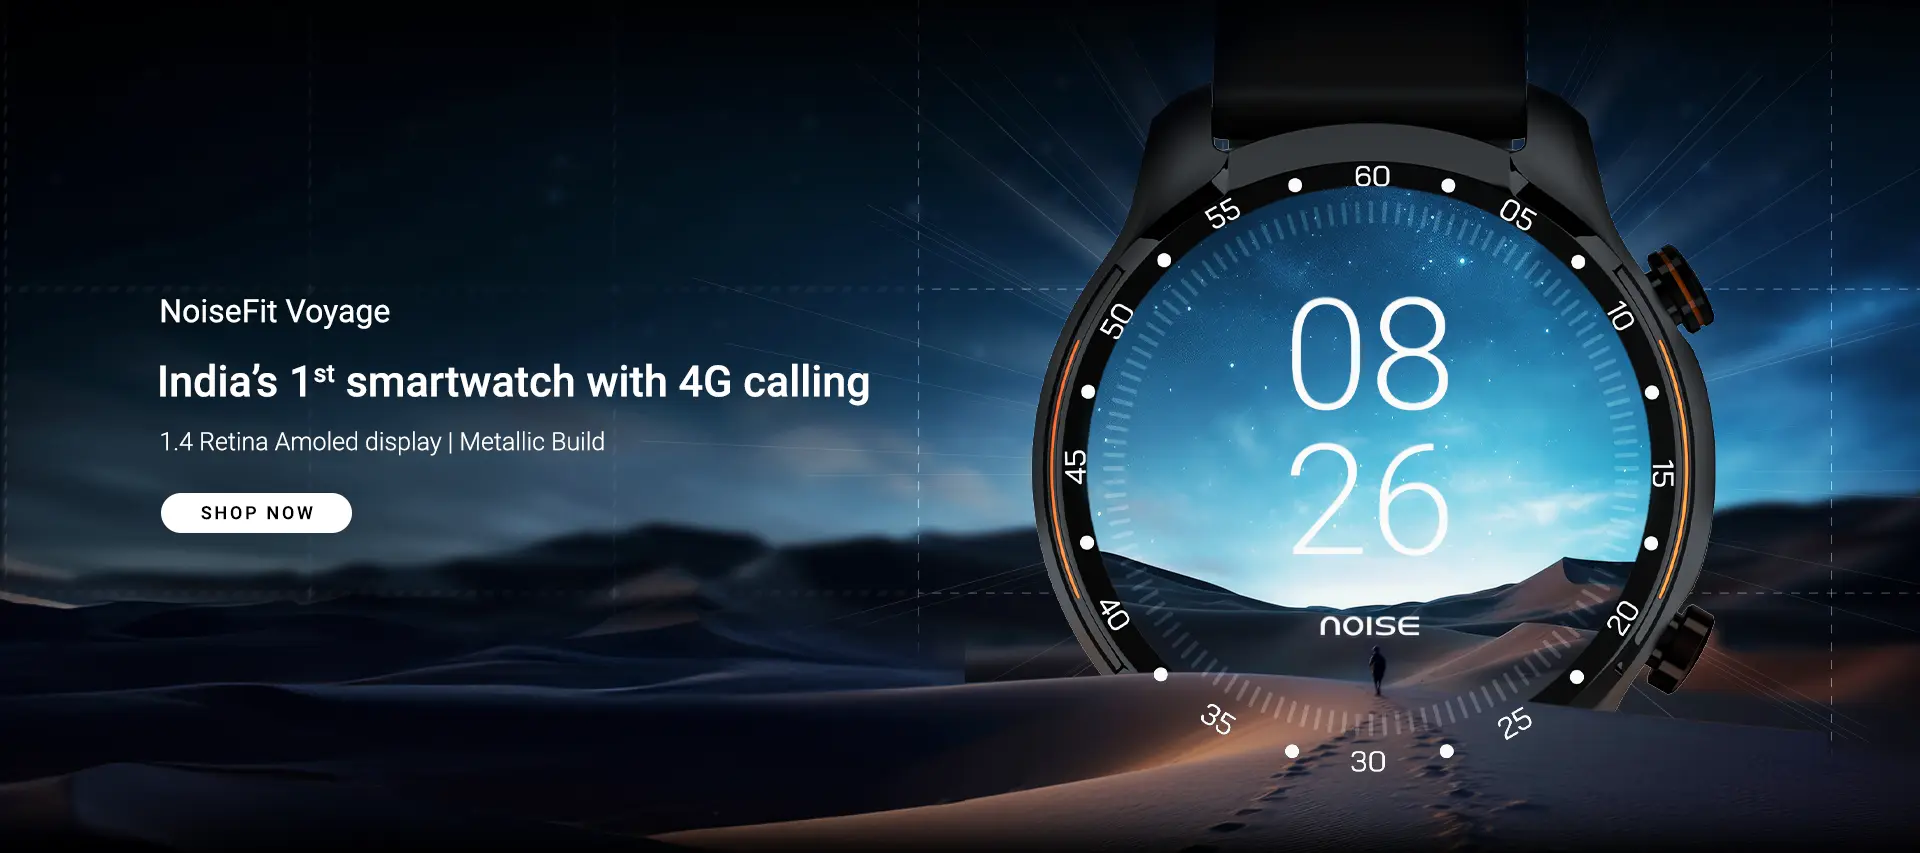 NoiseFit Voyage
India's 1st smartwatch with 4G calling
1.4 Retina Amoled display | Metallic Build
SHOP NOW
60
05
10
15
20
25
30
35
40
45
50
55
08
26
NOISE